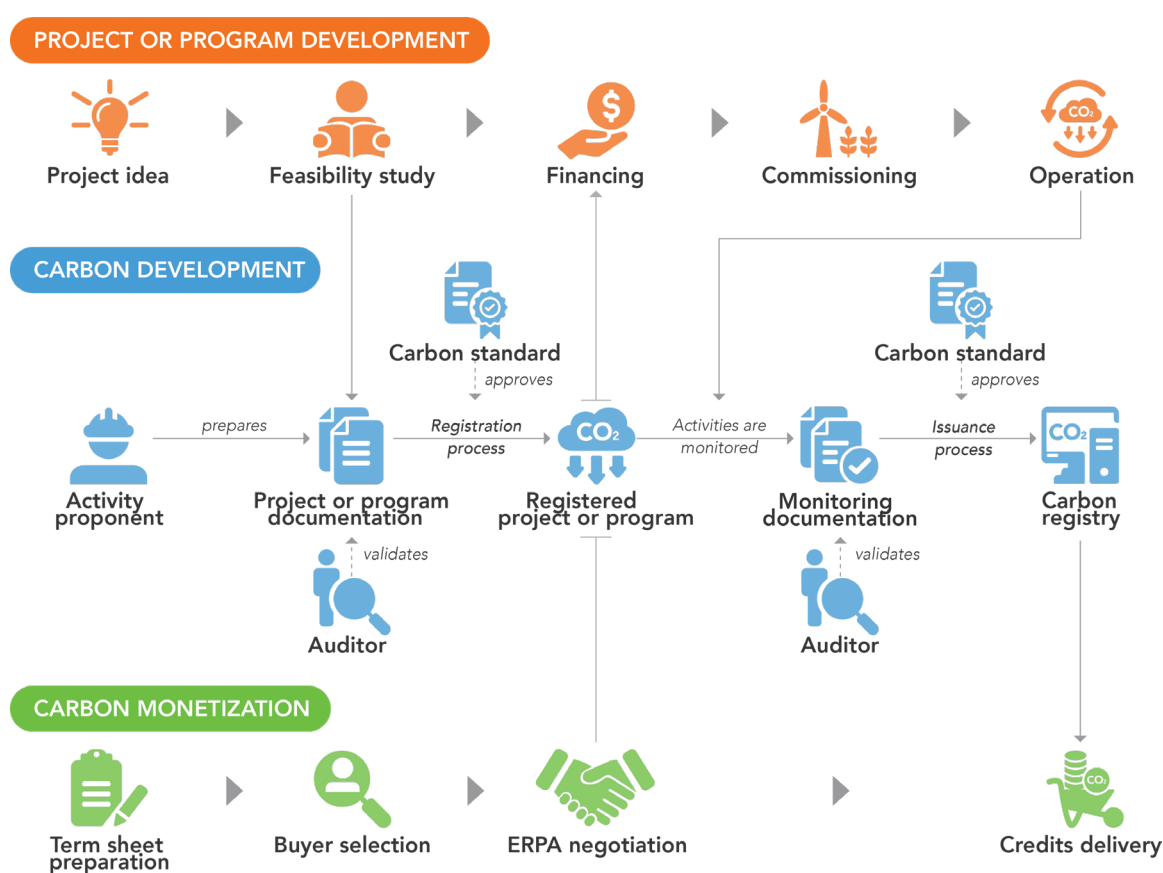 PROJECT OR PROGRAM DEVELOPMENT
$
CO₂
Project idea
Feasibility study
Financing
Commissioning
Operation
CARBON DEVELOPMENT
Carbon standard
approves
Carbon standard
approves
prepares
Registration
process
CO₂
Activities are
monitored
Issuance
process
CO₂
Activity
proponent
Project or program
documentation
Registered
project or program
Monitoring
documentation
Carbon
registry
validates
Auditor
validates
Auditor
CARBON MONETIZATION
CO₂
Term sheet
preparation
Buyer selection
ERPA negotiation
Credits delivery